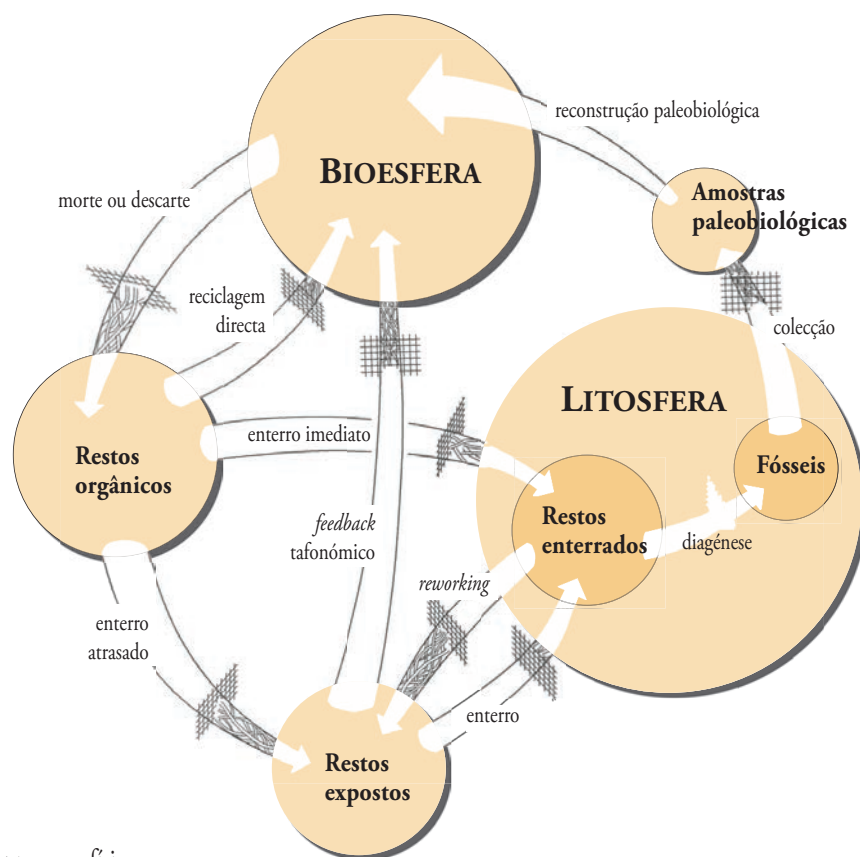 reconstrução paleobiológica
BIOESFERA
morte ou descarte
Amostras
paleobiológicas
reciclagem
directa
colecção
LITOSFERA
enterro imediato
Restos
orgânicos
Fósseis
Restos
enterrados
feedback
tafonómico
diagénese
reworking
enterro
atrasado
enterro
Restos
expostos